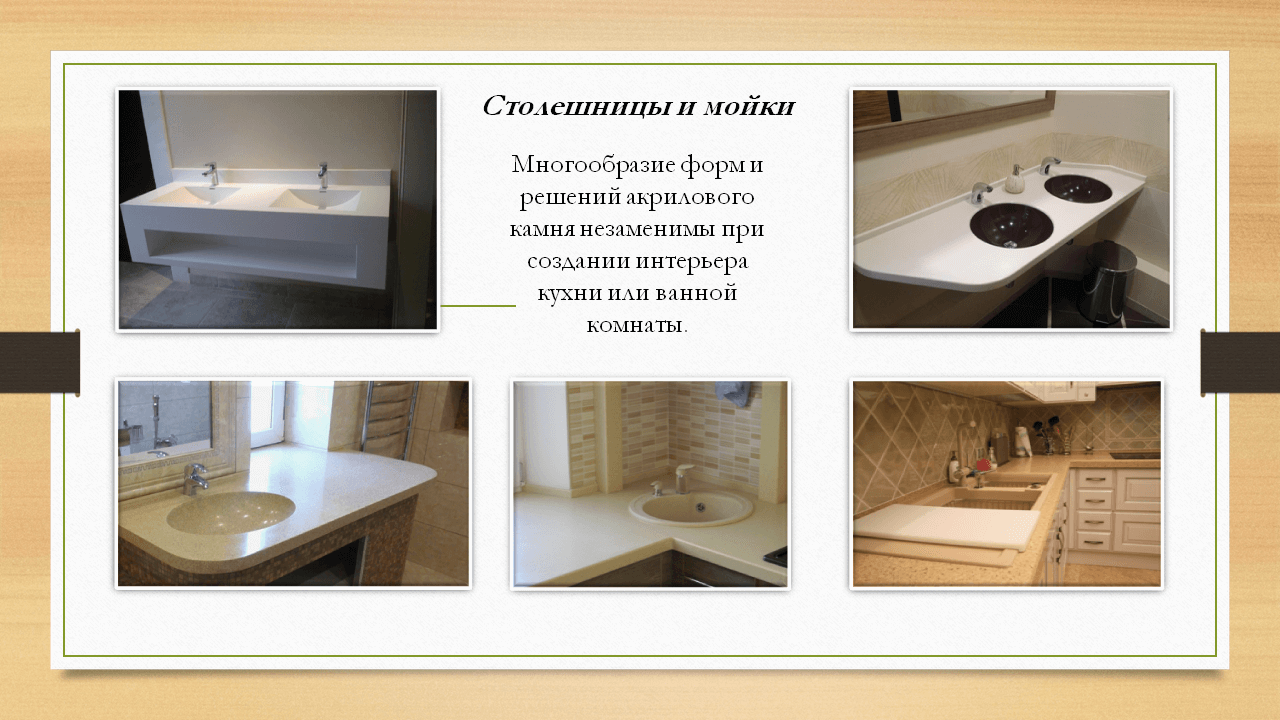 Столешницы и мойки
Многообразие форм и
решений акрилового
камня незаменимы при
создании интерьера
кухни или ванной
комнаты.